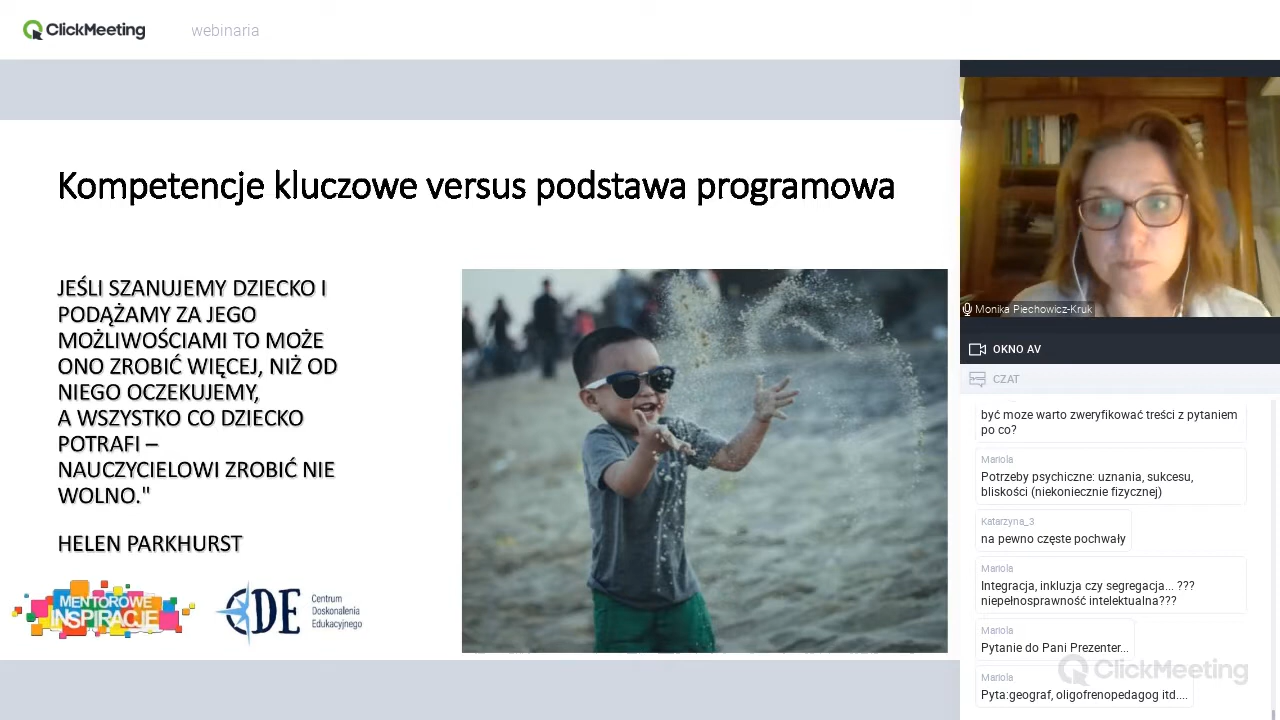 ClickMeeting
webinaria
Kompetencje kluczowe versus podstawa programowa
JEŚLI SZANUJEMY DZIECKO I
PODĄŻAMY ZA JEGO
MOŻLIWOŚCIAMI TO MOŻE
ONO ZROBIĆ WIĘCEJ, NIŻ OD
NIEGO OCZEKUJEMY,
A WSZYSTKO CO DZIECKO
POTRAFI –
NAUCZYCIELOWI ZROBIĆ NIE
WOLNO."
HELEN PARKHURST
MENTOROWE
INSPIRACJE
CDE
Centrum
Doskonalenia
Edukacyjnego
Monika Piechowicz-Kruk
OKNO AV
CZAT
być moze warto zweryfikować treści z pytaniem
po co?
Mariola
Potrzeby psychiczne: uznania, sukcesu,
bliskości (niekoniecznie fizycznej)
Katarzyna_3
na pewno częste pochwały
Mariola
Integracja, inkluzja czy segregacja... ???
niepełnosprawność intelektualna???
Mariola
Pytanie do Pani Prezenter...
Mariola
Pyta:geograf, oligofrenopedagog itd....
ClickMeeting